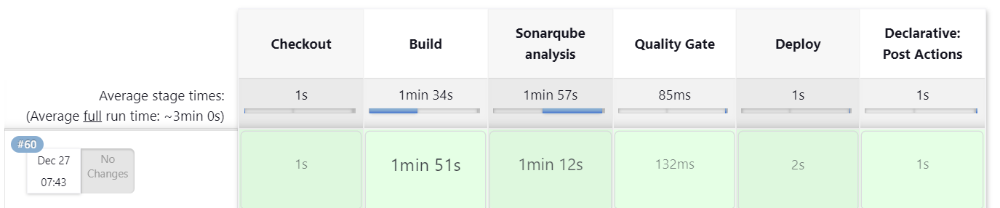 Checkout
Build
Sonarqube
analysis
Quality Gate
Deploy
Declarative:
Post Actions
Average stage times:
(Average full run time: ~3min 0s)
1s
1min 34s
1min 57s
85ms
1s
1s
#60
Dec 27
07:43
No
Changes
1s
1min 51s
1min 12s
132ms
2s
1s